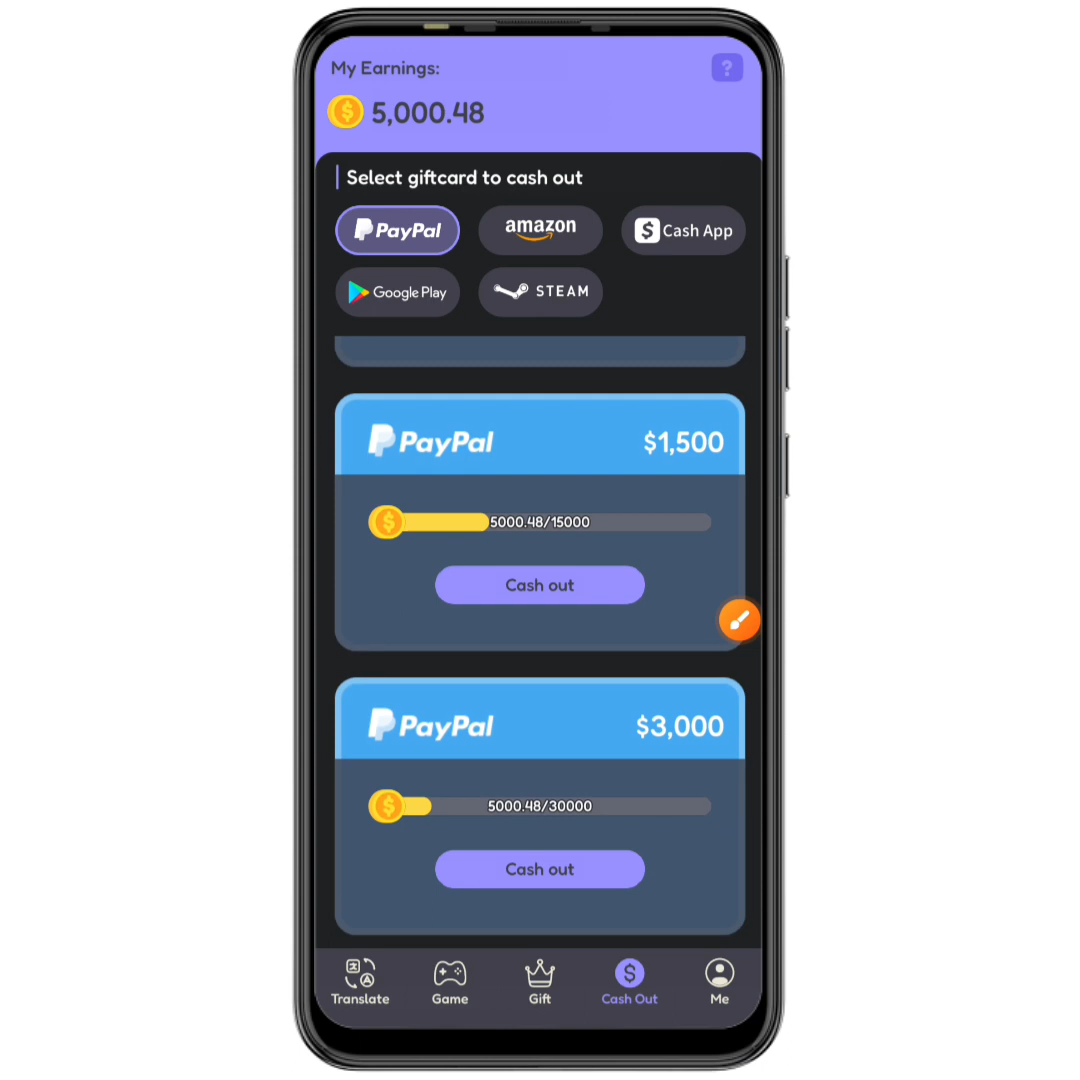 My Earnings:
?
$ 5,000.48
Select giftcard to cash out
PayPal
amazon
$ Cash App
Google Play
STEAM
PayPal $1,500
$ 5000.48/15000
Cash out
PayPal $3,000
$ 5000.48/30000
Cash out
文 A $
Translate Game Gift Cash Out Me